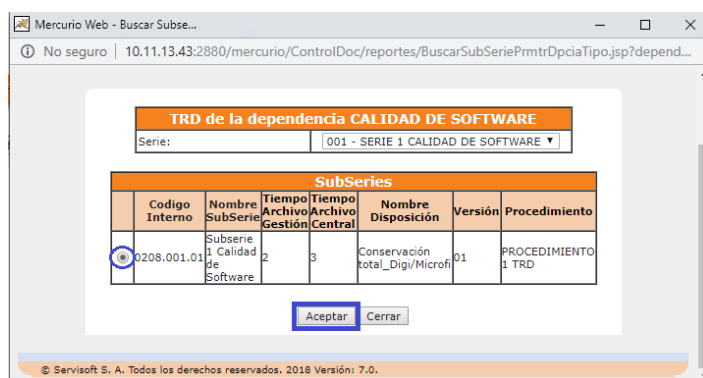 Mercurio Web - Buscar Subse...
No seguro | 10.11.13.43:2880/mercurio/ControlDoc/reportes/BuscarSubSeriePrmtrDpciaTipo.jsp?depend...
TRD de la dependencia CALIDAD DE SOFTWARE
Serie: 001 - SERIE 1 CALIDAD DE SOFTWARE
SubSeries
Codigo Interno
Nombre SubSerie
Tiempo Archivo Gestión
Tiempo Archivo Central
Nombre Disposición
Versión
Procedimiento
0208.001.01
Subserie
1 Calidad
de
Software
2
3
Conservación
total_Digi/Microfi
01
PROCEDIMIENTO
1 TRD
Aceptar Cerrar
© Servisoft S. A. Todos los derechos reservados. 2018 Versión: 7.0.